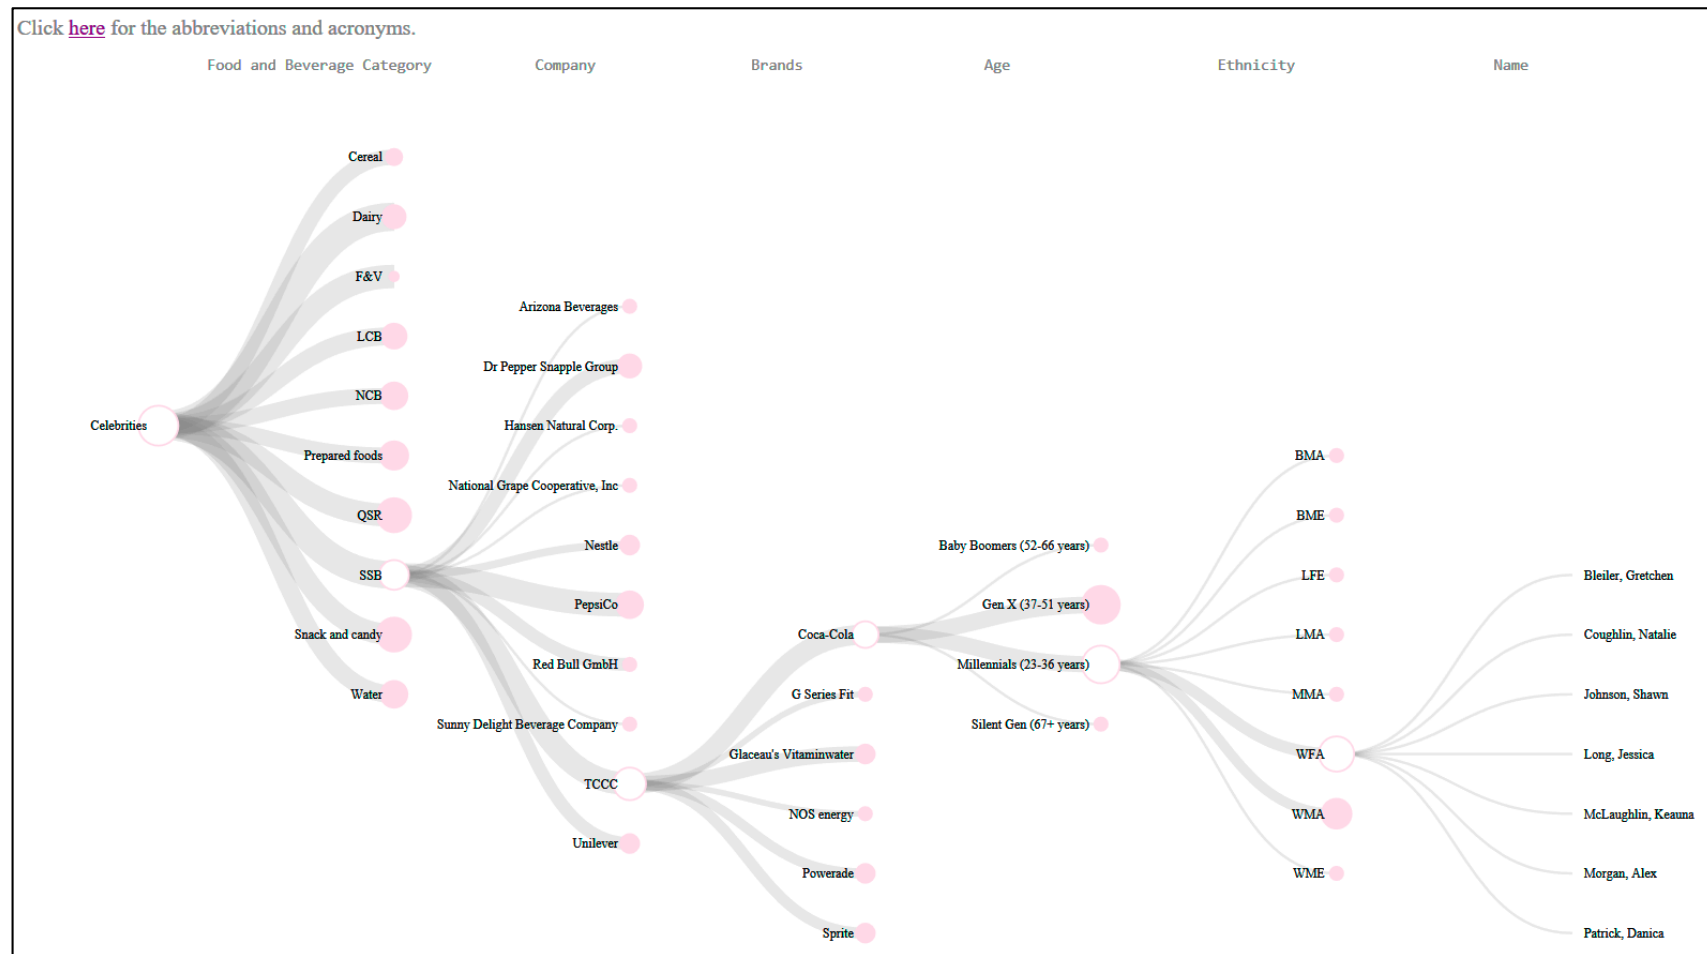 Click here for the abbreviations and acronyms.
Food and Beverage Category
Company
Brands
Age
Ethnicity
Name
Celebrities
Cereal
Dairy
F&V
LCB
NCB
Prepared foods
QSR
SSB
Snack and candy
Water
Arizona Beverages
Dr Pepper Snapple Group
Hansen Natural Corp.
National Grape Cooperative, Inc
Nestle
PepsiCo
Red Bull GmbH
Sunny Delight Beverage Company
TCCC
Unilever
Coca-Cola
G Series Fit
Glaceau's Vitaminwater
NOS energy
Powerade
Sprite
Baby Boomers (52-66 years)
Gen X (37-51 years)
Millennials (23-36 years)
Silent Gen (67+ years)
BMA
BME
LFE
LMA
MMA
WFA
WMA
WME
Bleiler, Gretchen
Coughlin, Natalie
Johnson, Shawn
Long, Jessica
McLaughlin, Keauna
Morgan, Alex
Patrick, Danica